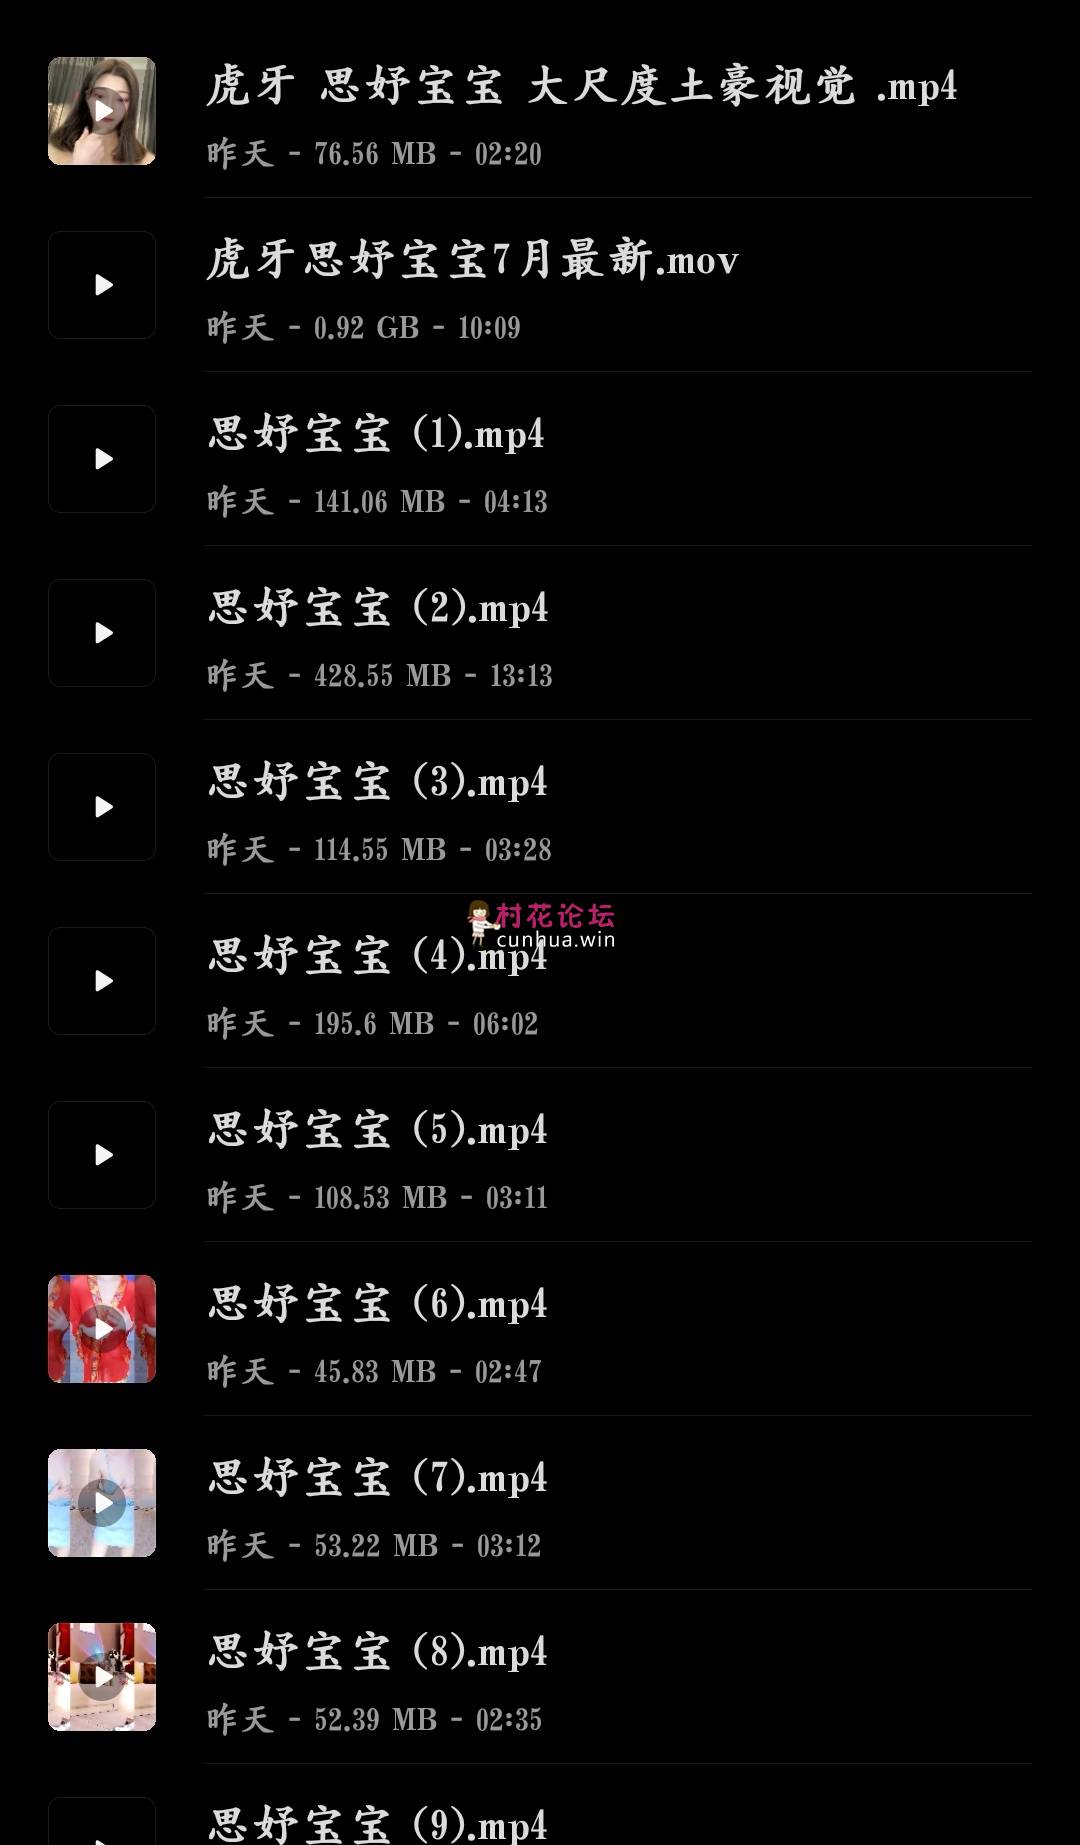 虎牙 思妤宝宝 大尺度土豪视觉 .mp4
昨天 - 76.56 MB - 02:20
虎牙思妤宝宝7月最新.mov
昨天 - 0.92 GB - 10:09
思妤宝宝 (1).mp4
昨天 - 141.06 MB - 04:13
思妤宝宝 (2).mp4
昨天 - 428.55 MB - 13:13
思妤宝宝 (3).mp4
昨天 - 114.55 MB - 03:28
村花论坛
cunhua.win
思妤宝宝 (4).mp4
昨天 - 195.6 MB - 06:02
思妤宝宝 (5).mp4
昨天 - 108.53 MB - 03:11
思妤宝宝 (6).mp4
昨天 - 45.83 MB - 02:47
思妤宝宝 (7).mp4
昨天 - 53.22 MB - 03:12
思妤宝宝 (8).mp4
昨天 - 52.39 MB - 02:35
思妤宝宝 (9).mp4